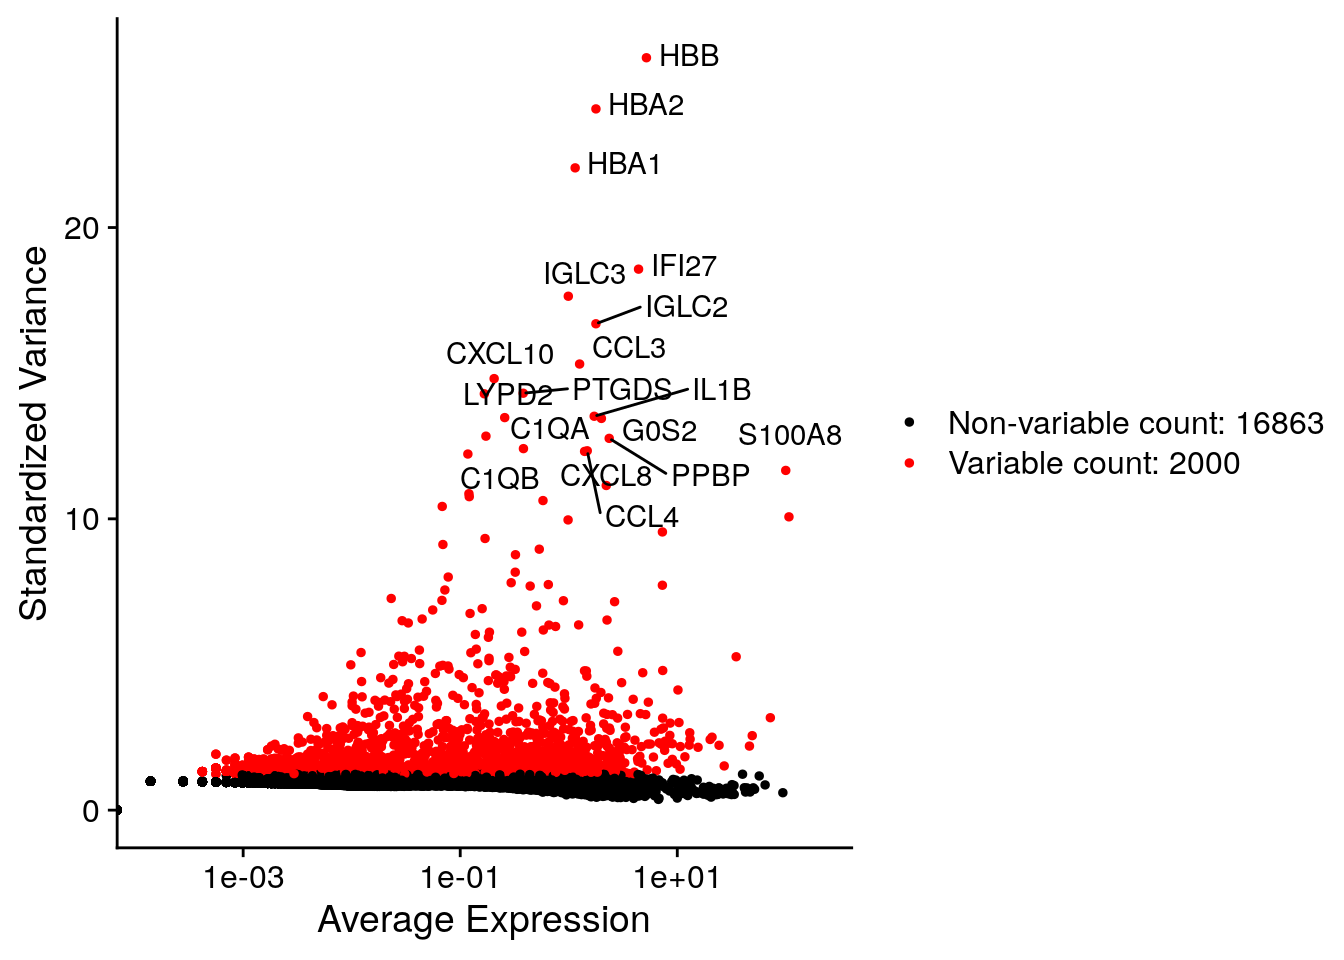 HBB
HBA2
HBA1
20
IGLC3
IFI27
IGLC2
CCL3
CXCL10
LYPD2
PTGDS
IL1B
C1QA
G0S2
S100A8
C1QB
CXCL8
PPBP
CCL4
10
0
Standardized Variance
Non-variable count: 16863
Variable count: 2000
1e-03
1e-01
1e+01
Average Expression